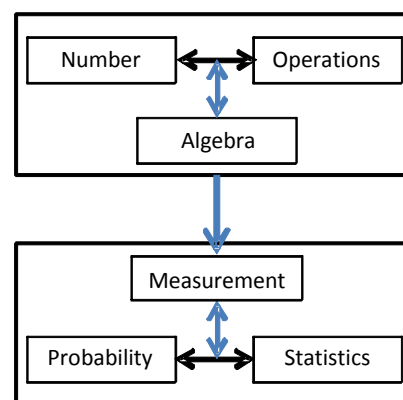 Number
Operations
Algebra
Measurement
Probability
Statistics